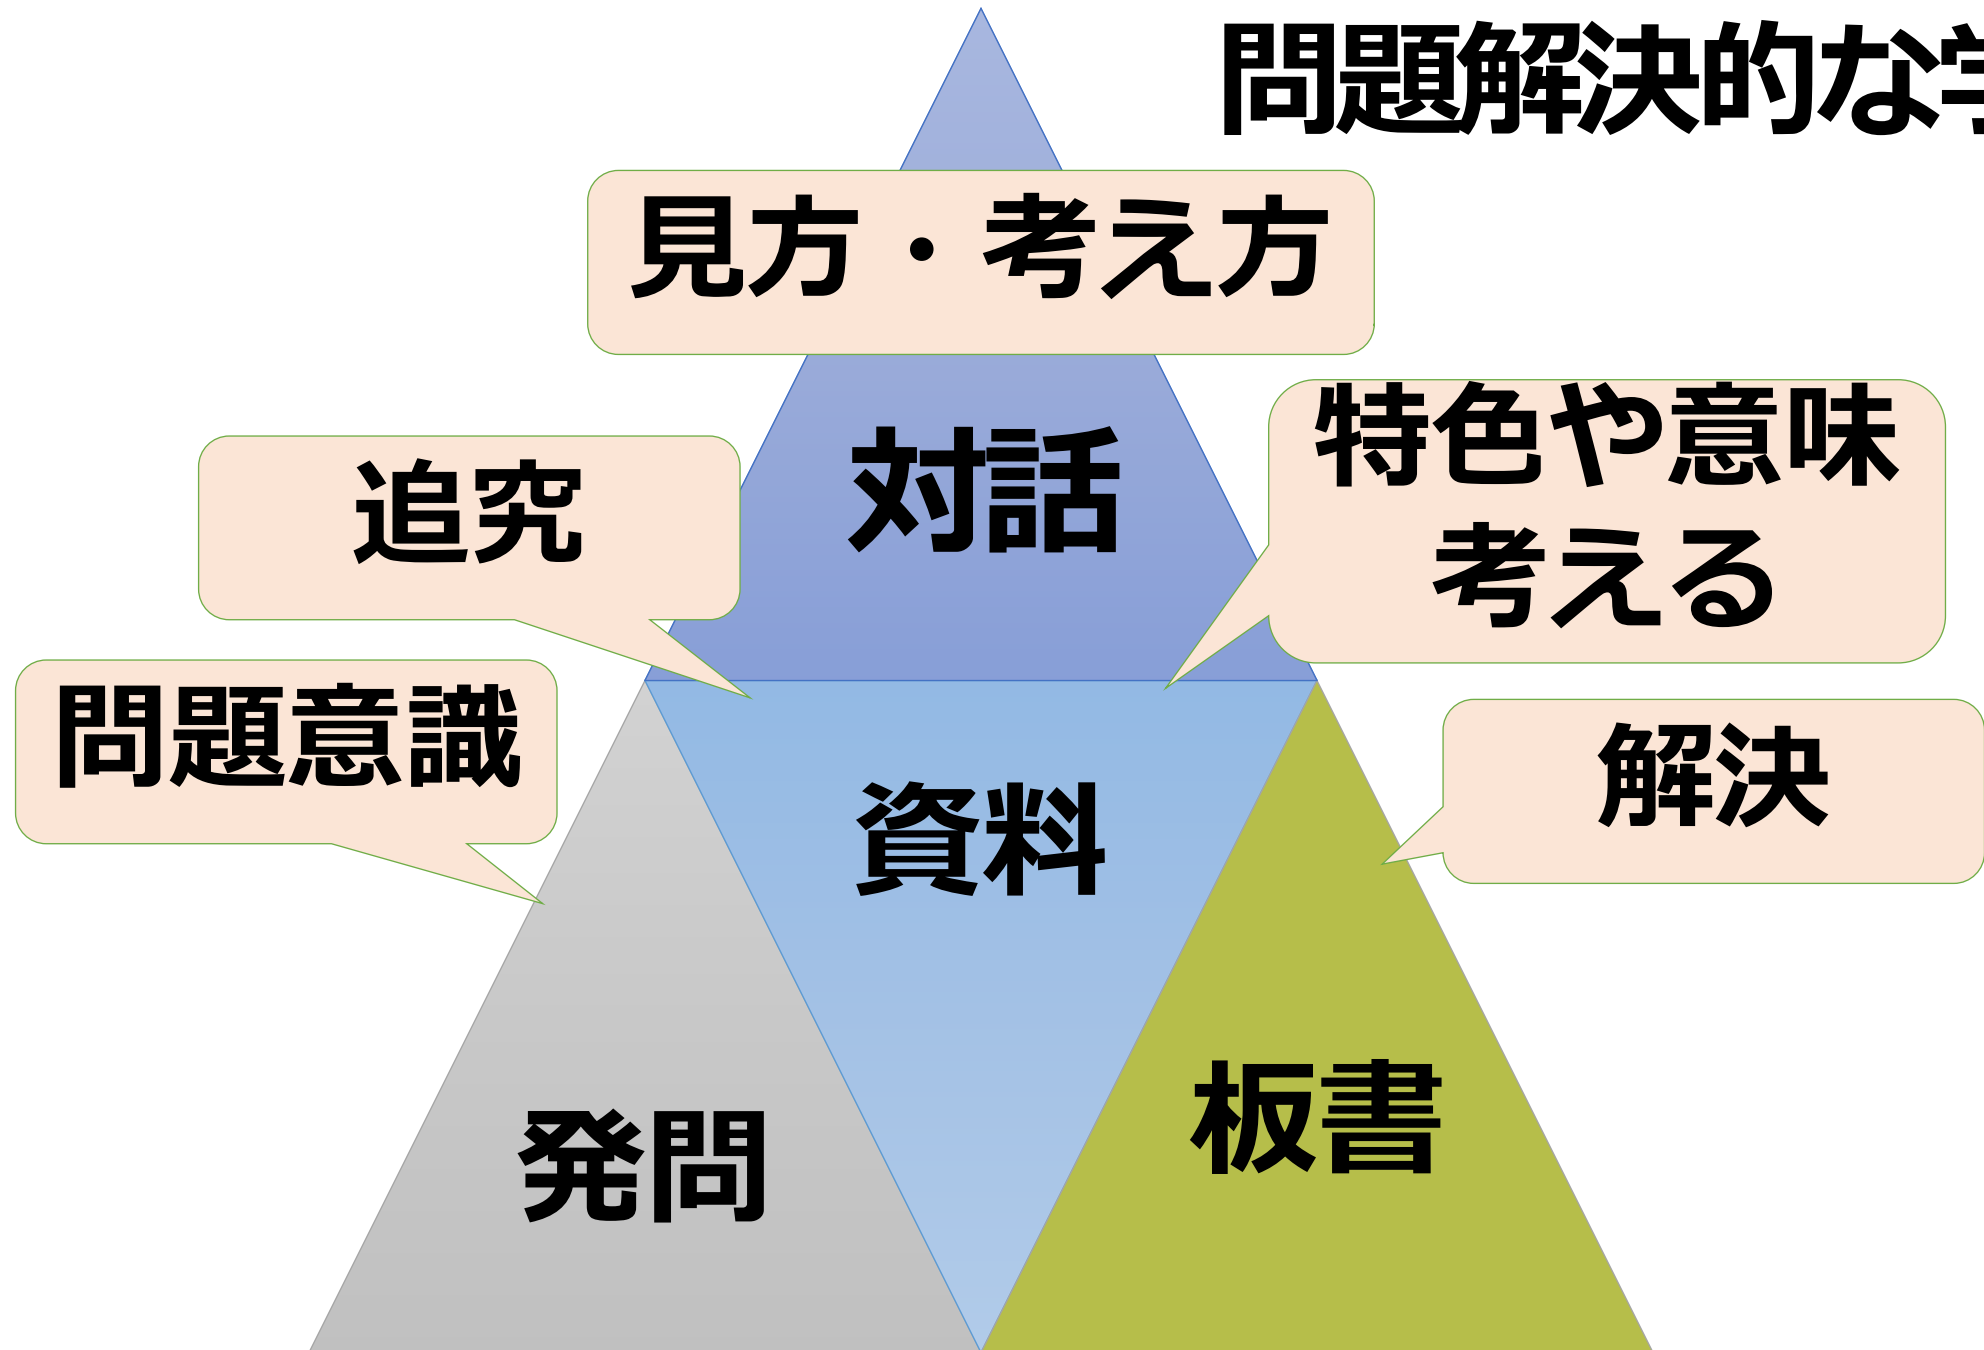 問題解決的な学
見方・考え方
対話
特色や意味
考える
追究
問題意識
解決
資料
板書
発問